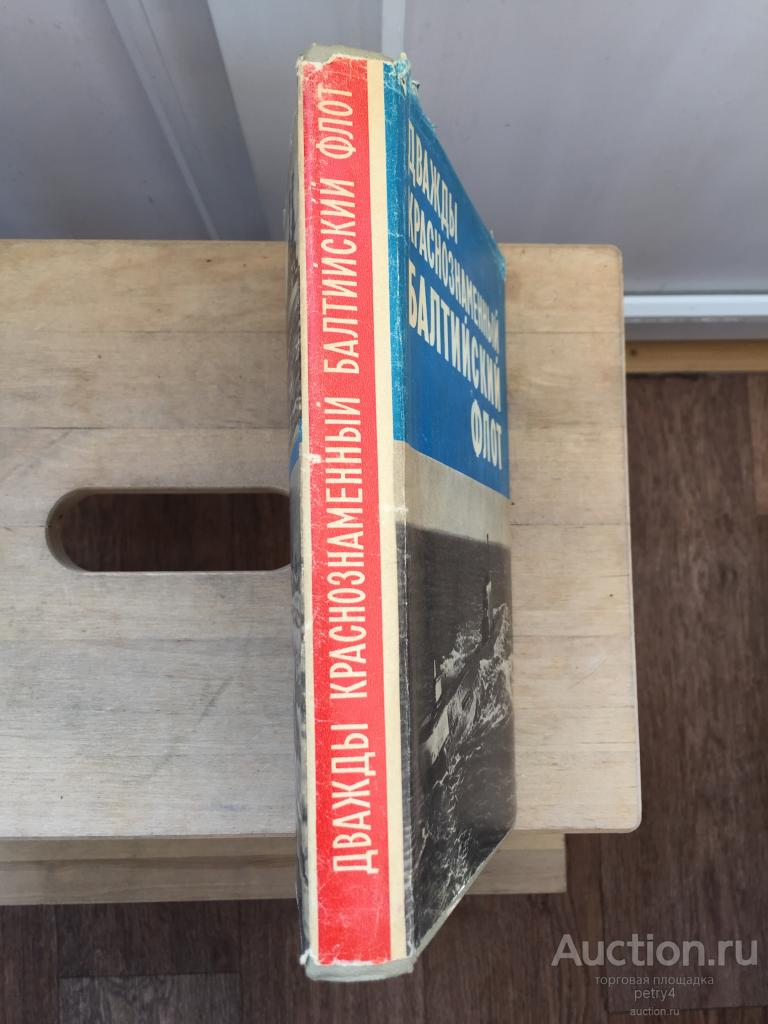 ДВАЖДЫ КРАСНОЗНАМЕННЫЙ БАЛТИЙСКИЙ ФЛОТ
ДВАЖДЫ
КРАСНОЗНАМЕННЫЙ
БАЛТИЙСКИЙ
ФЛОТ
Auction.ru
торговая площадка
petry4
auction.ru